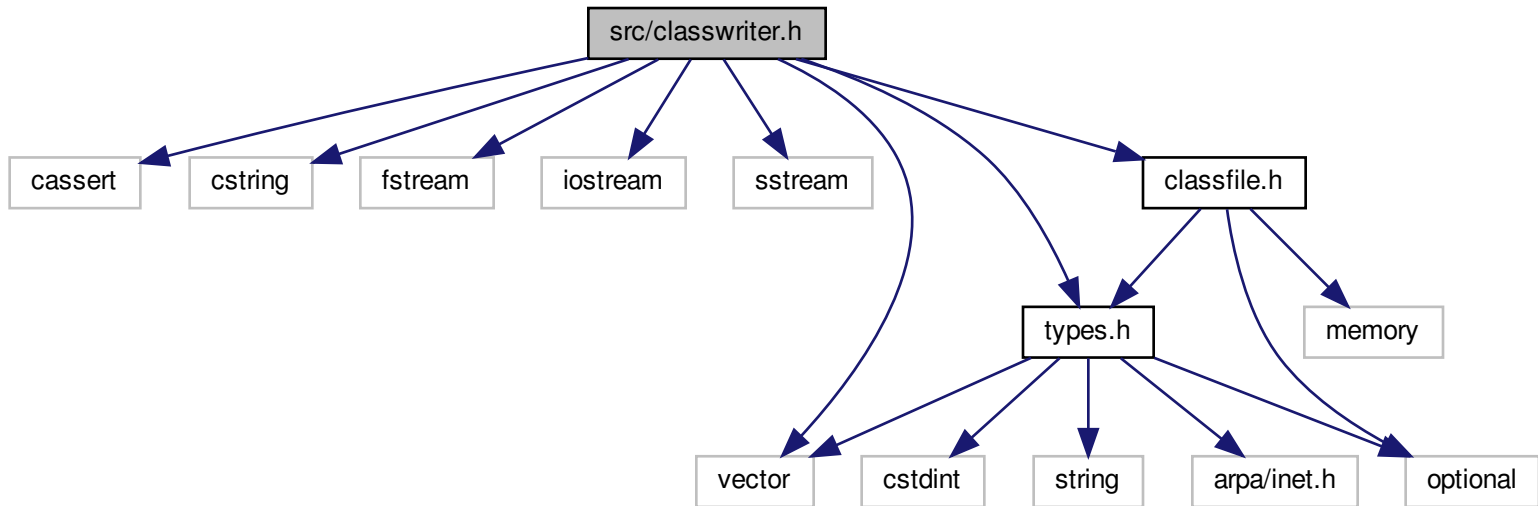 src/classwriter.h
cassert
cstring
fstream
iostream
sstream
classfile.h
types.h
memory
vector
cstdint
string
arpa/inet.h
optional